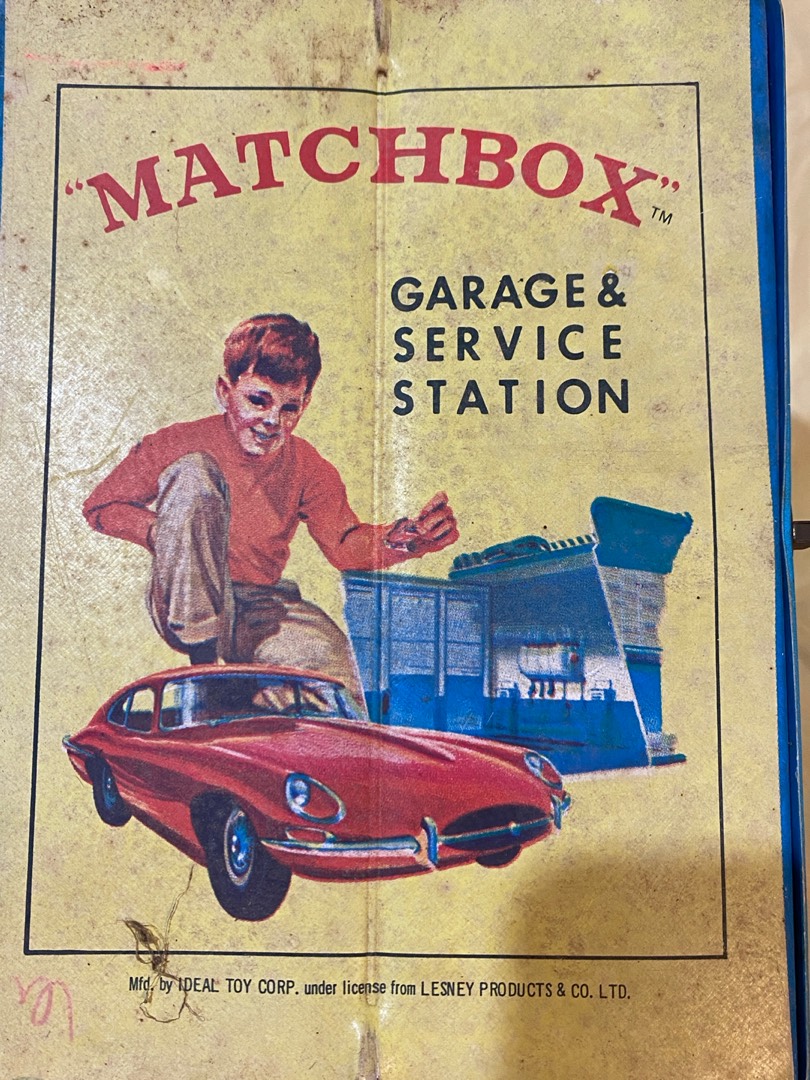 "MATCHBOX"™
GARAGE &
SERVICE
STATION
Mfd. by IDEAL TOY CORP. under license from LESNEY PRODUCTS & CO. LTD.